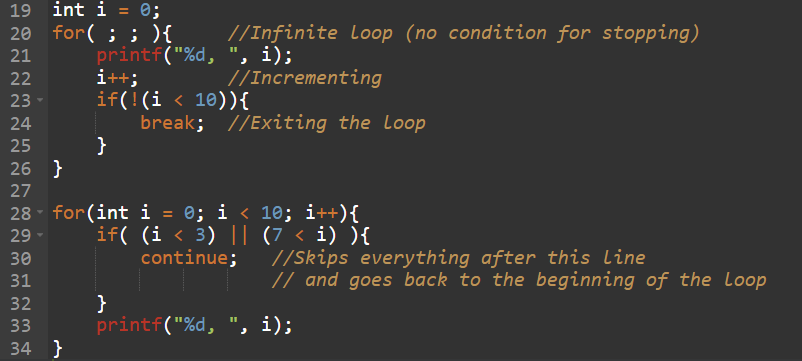 19 int i = 0;
20 for( ; ; ){ //Infinite loop (no condition for stopping)
21 printf("%d, ", i);
22 i++; //Incrementing
23 if(!(i < 10)){
24 break; //Exiting the loop
25 }
26 }
27
28 for(int i = 0; i < 10; i++){
29 if( (i < 3) || (7 < i) ){
30 continue; //Skips everything after this line
31 // and goes back to the beginning of the loop
32 }
33 printf("%d, ", i);
34 }